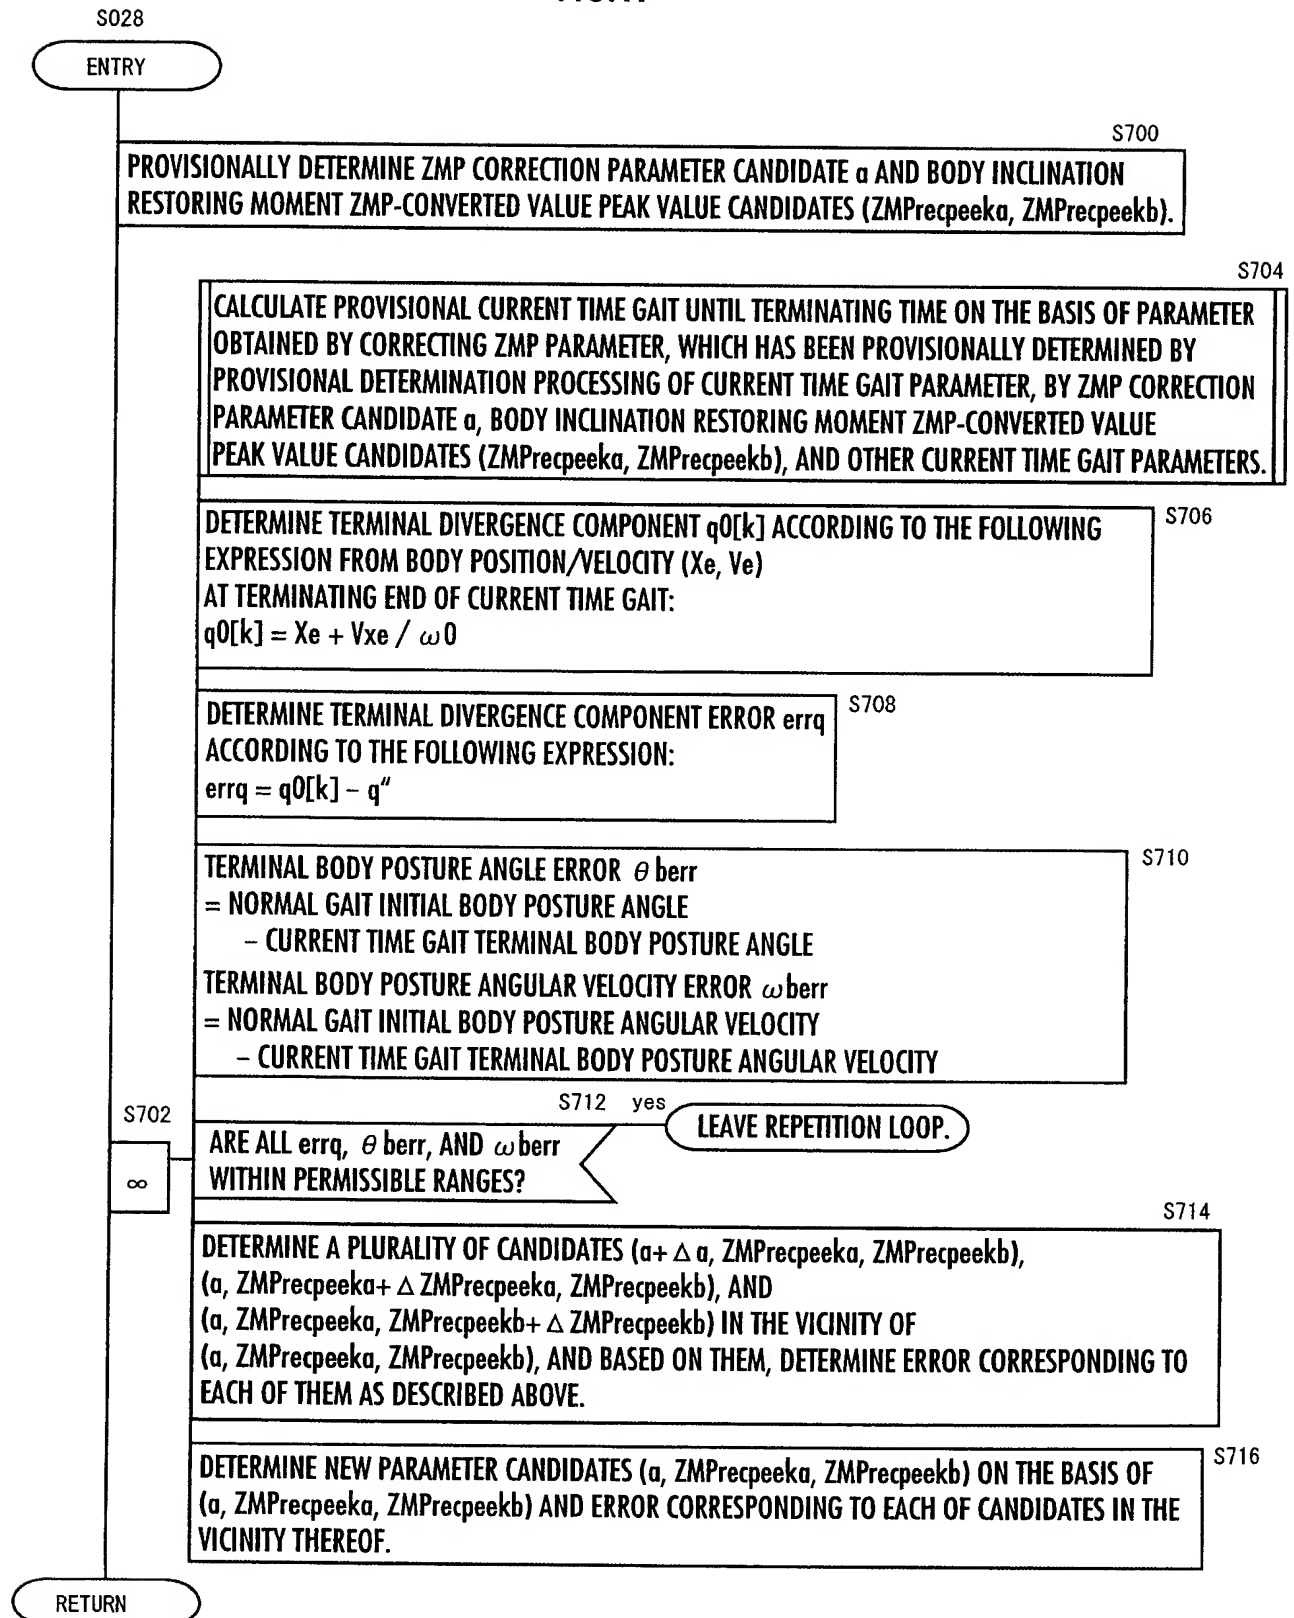 S028
ENTRY
S700
PROVISIONALLY DETERMINE ZMP CORRECTION PARAMETER CANDIDATE a AND BODY INCLINATION
RESTORING MOMENT ZMP-CONVERTED VALUE PEAK VALUE CANDIDATES (ZMPrecpeeka, ZMPrecpeekb).
S704
CALCULATE PROVISIONAL CURRENT TIME GAIT UNTIL TERMINATING TIME ON THE BASIS OF PARAMETER
OBTAINED BY CORRECTING ZMP PARAMETER, WHICH HAS BEEN PROVISIONALLY DETERMINED BY
PROVISIONAL DETERMINATION PROCESSING OF CURRENT TIME GAIT PARAMETER, BY ZMP CORRECTION
PARAMETER CANDIDATE a, BODY INCLINATION RESTORING MOMENT ZMP-CONVERTED VALUE
PEAK VALUE CANDIDATES (ZMPrecpeeka, ZMPrecpeekb), AND OTHER CURRENT TIME GAIT PARAMETERS.
S706
DETERMINE TERMINAL DIVERGENCE COMPONENT q0[k] ACCORDING TO THE FOLLOWING
EXPRESSION FROM BODY POSITION/VELOCITY (Xe, Ve)
AT TERMINATING END OF CURRENT TIME GAIT:
q0[k] = Xe + Vxe / ω0
S708
DETERMINE TERMINAL DIVERGENCE COMPONENT ERROR errq
ACCORDING TO THE FOLLOWING EXPRESSION:
errq = q0[k] – q"
S710
TERMINAL BODY POSTURE ANGLE ERROR θ berr
= NORMAL GAIT INITIAL BODY POSTURE ANGLE
– CURRENT TIME GAIT TERMINAL BODY POSTURE ANGLE
TERMINAL BODY POSTURE ANGULAR VELOCITY ERROR ω berr
= NORMAL GAIT INITIAL BODY POSTURE ANGULAR VELOCITY
– CURRENT TIME GAIT TERMINAL BODY POSTURE ANGULAR VELOCITY
S702
∞
S712 yes
LEAVE REPETITION LOOP.
ARE ALL errq, θ berr, AND ω berr
WITHIN PERMISSIBLE RANGES?
S714
DETERMINE A PLURALITY OF CANDIDATES (a+ Δ a, ZMPrecpeeka, ZMPrecpeekb),
(a, ZMPrecpeeka+ Δ ZMPrecpeeka, ZMPrecpeekb), AND
(a, ZMPrecpeeka, ZMPrecpeekb+ Δ ZMPrecpeekb) IN THE VICINITY OF
(a, ZMPrecpeeka, ZMPrecpeekb), AND BASED ON THEM, DETERMINE ERROR CORRESPONDING TO
EACH OF THEM AS DESCRIBED ABOVE.
S716
DETERMINE NEW PARAMETER CANDIDATES (a, ZMPrecpeeka, ZMPrecpeekb) ON THE BASIS OF
(a, ZMPrecpeeka, ZMPrecpeekb) AND ERROR CORRESPONDING TO EACH OF CANDIDATES IN THE
VICINITY THEREOF.
RETURN